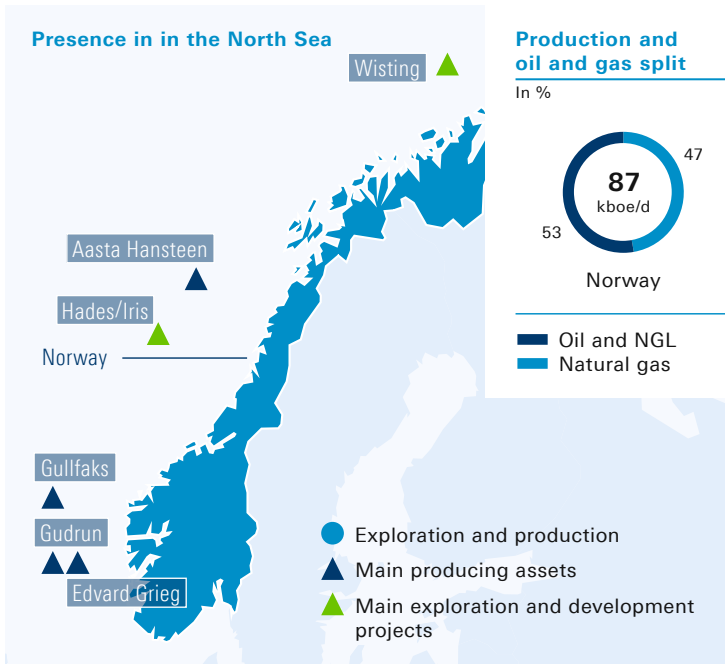 Presence in in the North Sea
Wisting
Aasta Hansteen
Hades/Iris
Norway
Gullfaks
Gudrun
Edvard Grieg
Exploration and production
Main producing assets
Main exploration and development
projects
Production and
oil and gas split
In %
47
87
kboe/d
53
Norway
Oil and NGL
Natural gas